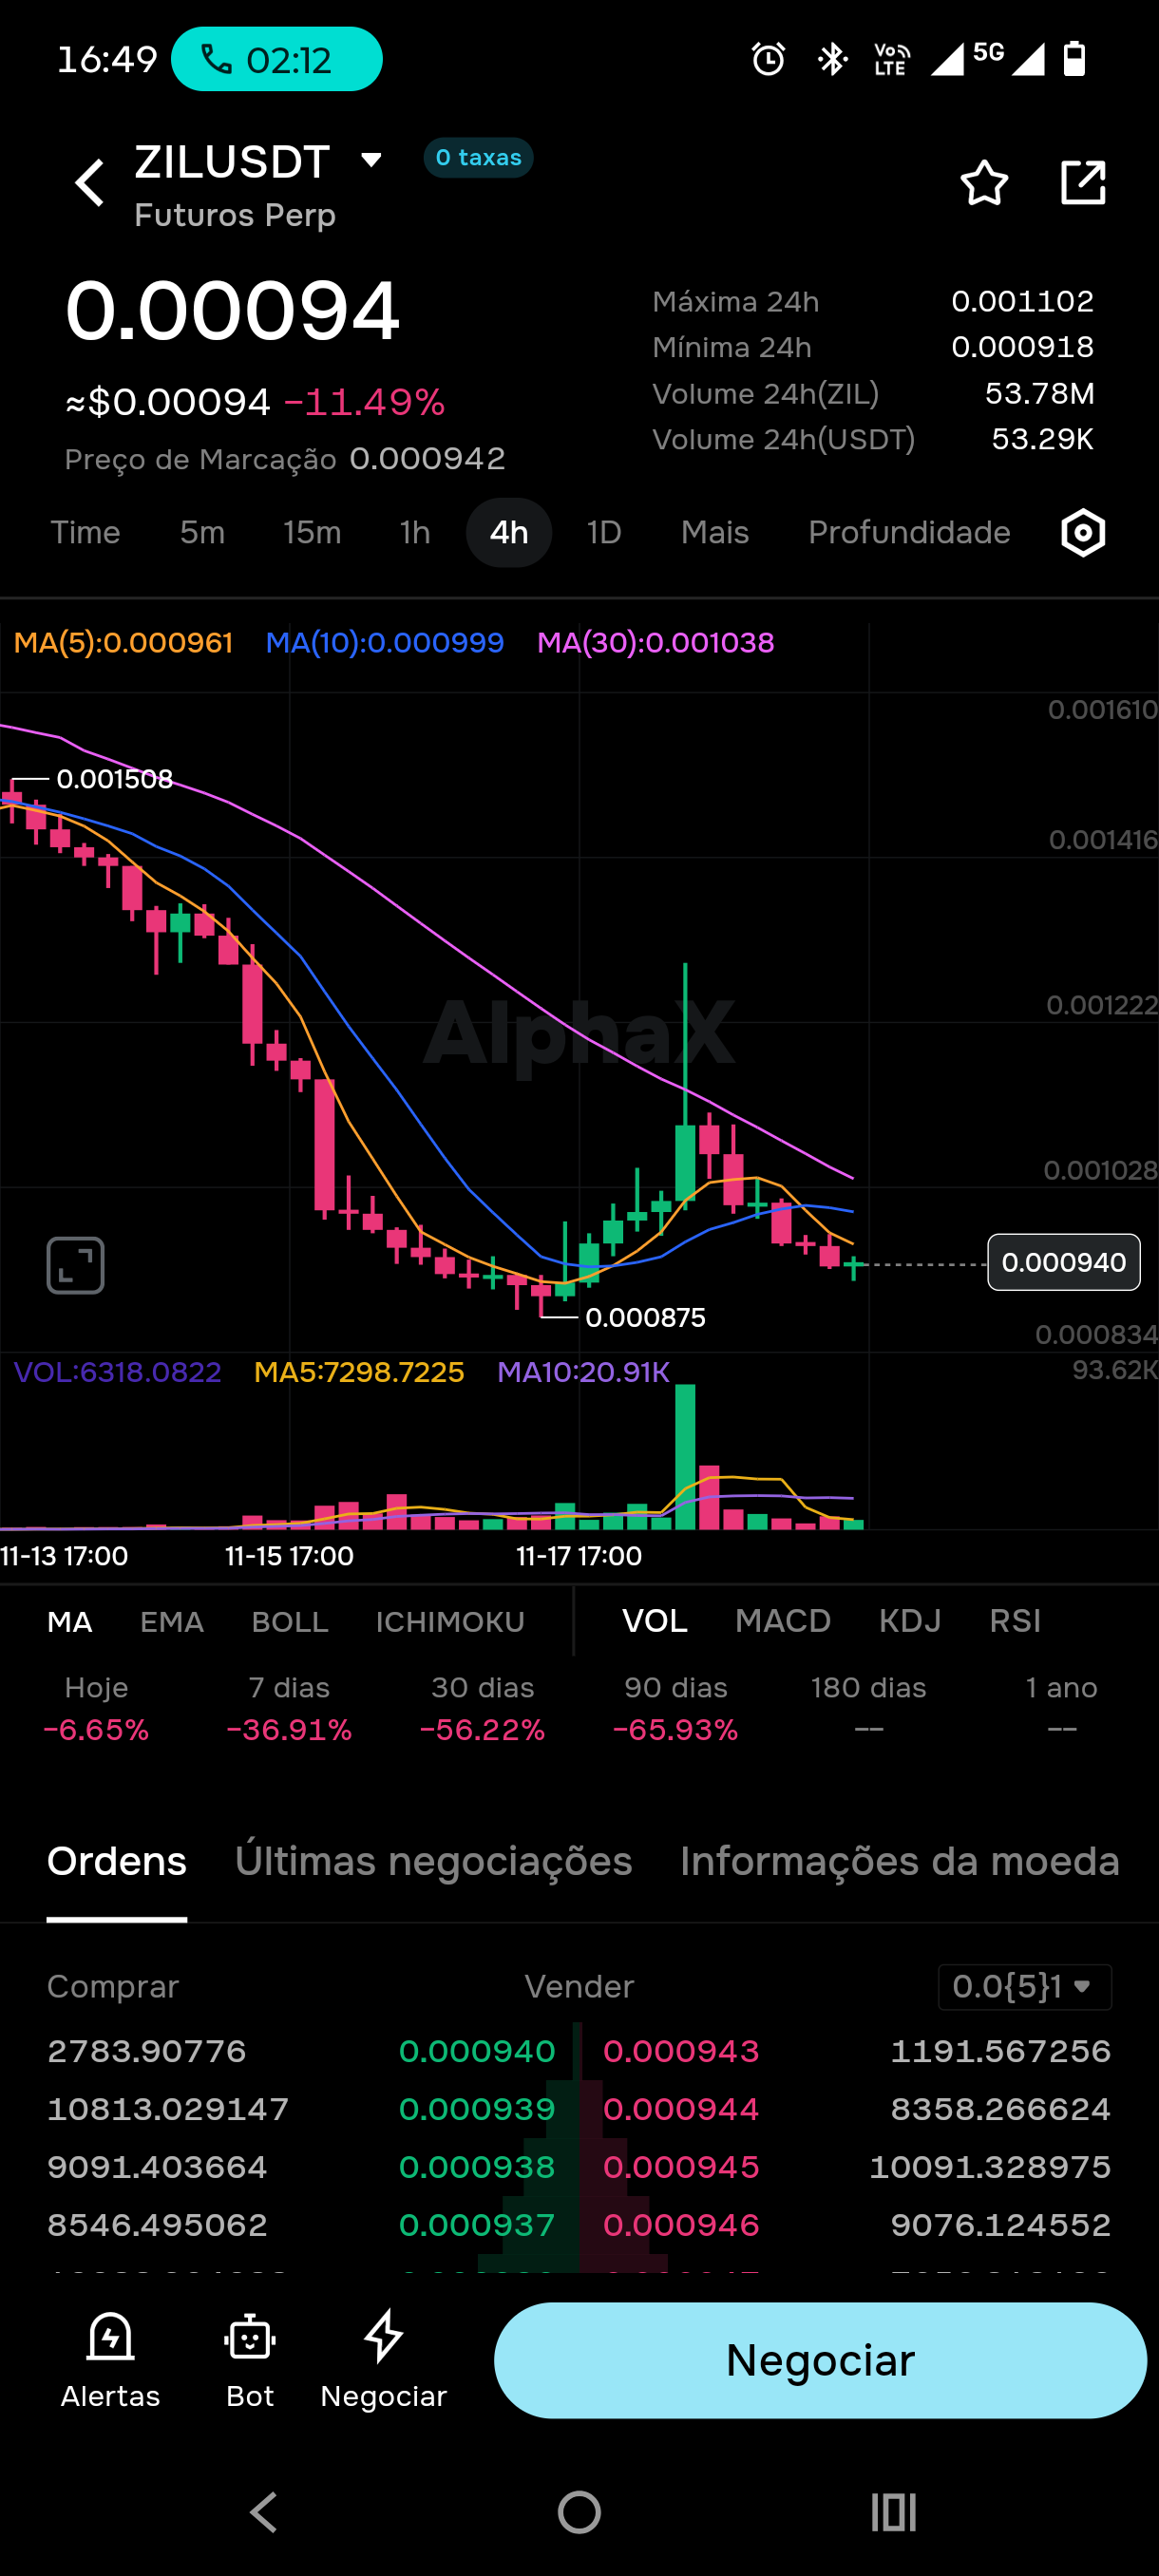 16:49 02:12 Vo LTE 5G
ZILUSDT 0 taxas
Futuros Perp
0.00094
≈$0.00094 -11.49%
Preço de Marcação 0.000942
Máxima 24h 0.001102
Mínima 24h 0.000918
Volume 24h(ZIL) 53.78M
Volume 24h(USDT) 53.29K
Time 5m 15m 1h 4h 1D Mais Profundidade
MA(5):0.000961 MA(10):0.000999 MA(30):0.001038
0.001610
0.001508
0.001416
0.001222
AlphaX
0.001028
0.000940
0.000875
0.000834
VOL:6318.0822 MA5:7298.7225 MA10:20.91K 93.62K
11-13 17:00 11-15 17:00 11-17 17:00
MA EMA BOLL ICHIMOKU VOL MACD KDJ RSI
Hoje 7 dias 30 dias 90 dias 180 dias 1 ano
-6.65% -36.91% -56.22% -65.93% -- --
Ordens Últimas negociações Informações da moeda
Comprar Vender 0.0{5}1
2783.90776 0.000940 0.000943 1191.567256
10813.029147 0.000939 0.000944 8358.266624
9091.403664 0.000938 0.000945 10091.328975
8546.495062 0.000937 0.000946 9076.124552
Alertas Bot Negociar Negociar